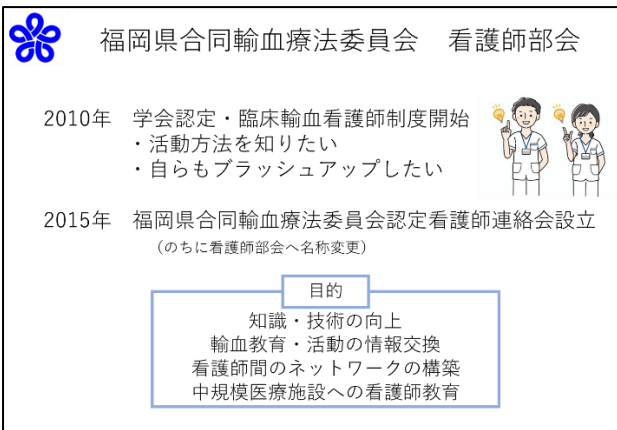 福岡県合同輸血療法委員会　看護師部会
2010年　学会認定・臨床輸血看護師制度開始
・活動方法を知りたい
・自らもブラッシュアップしたい
2015年　福岡県合同輸血療法委員会認定看護師連絡会設立
（のちに看護師部会へ名称変更）
目的
知識・技術の向上
輸血教育・活動の情報交換
看護師間のネットワークの構築
中規模医療施設への看護師教育